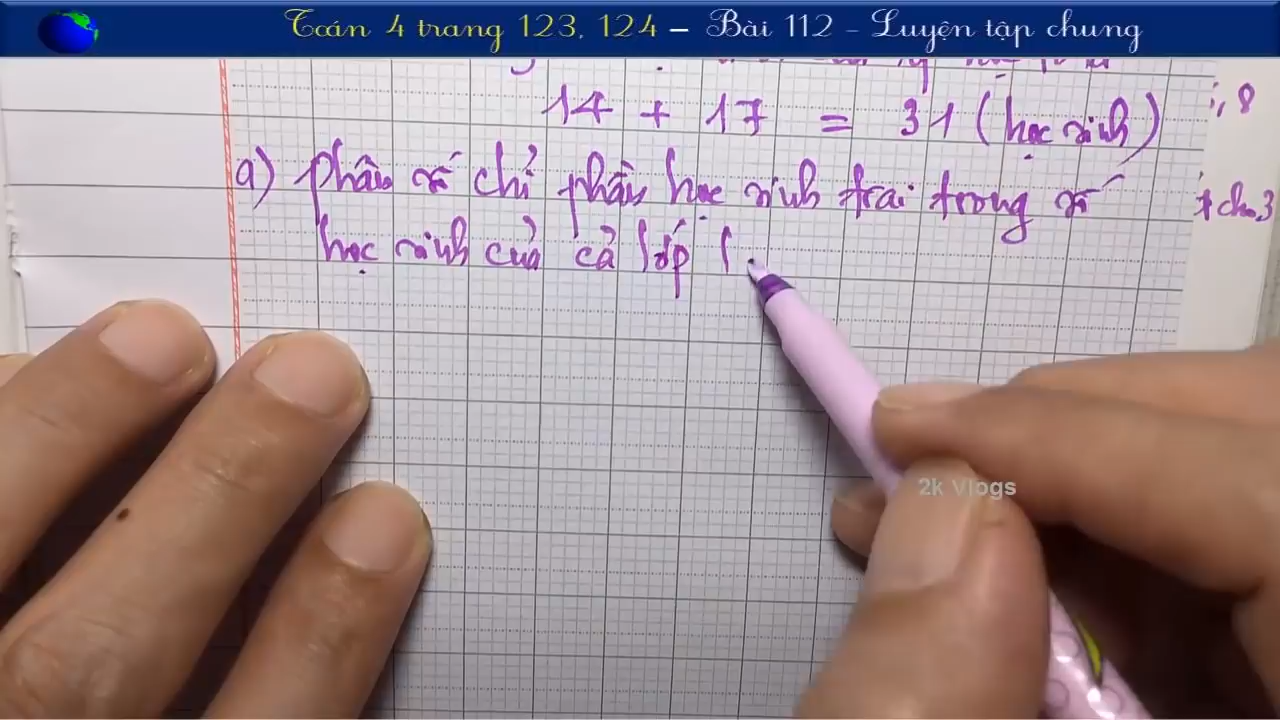 Toán 4 trang 123, 124 – Bài 112 – Luyện tập chung
14 + 17 = 31 (học sinh)
, 8
a) phân số chỉ phần học sinh trai trong số
học sinh của cả lớp l
2k Vlogs